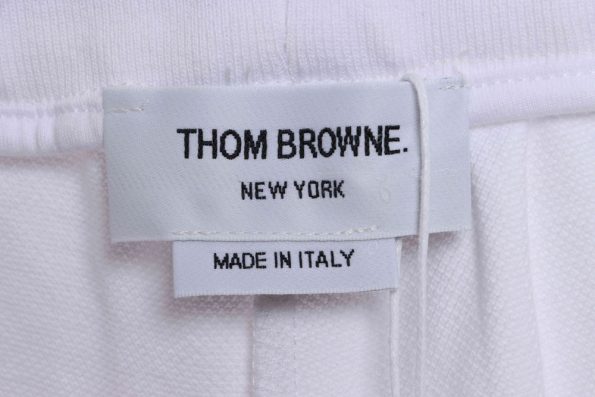 THOM BROWNE.
NEW YORK
MADE IN ITALY